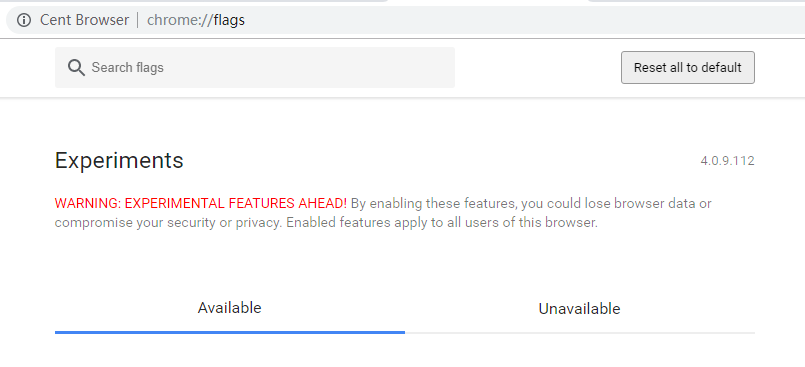 Cent Browser | chrome://flags
Search flags
Reset all to default
Experiments
4.0.9.112
WARNING: EXPERIMENTAL FEATURES AHEAD! By enabling these features, you could lose browser data or
compromise your security or privacy. Enabled features apply to all users of this browser.
Available
Unavailable